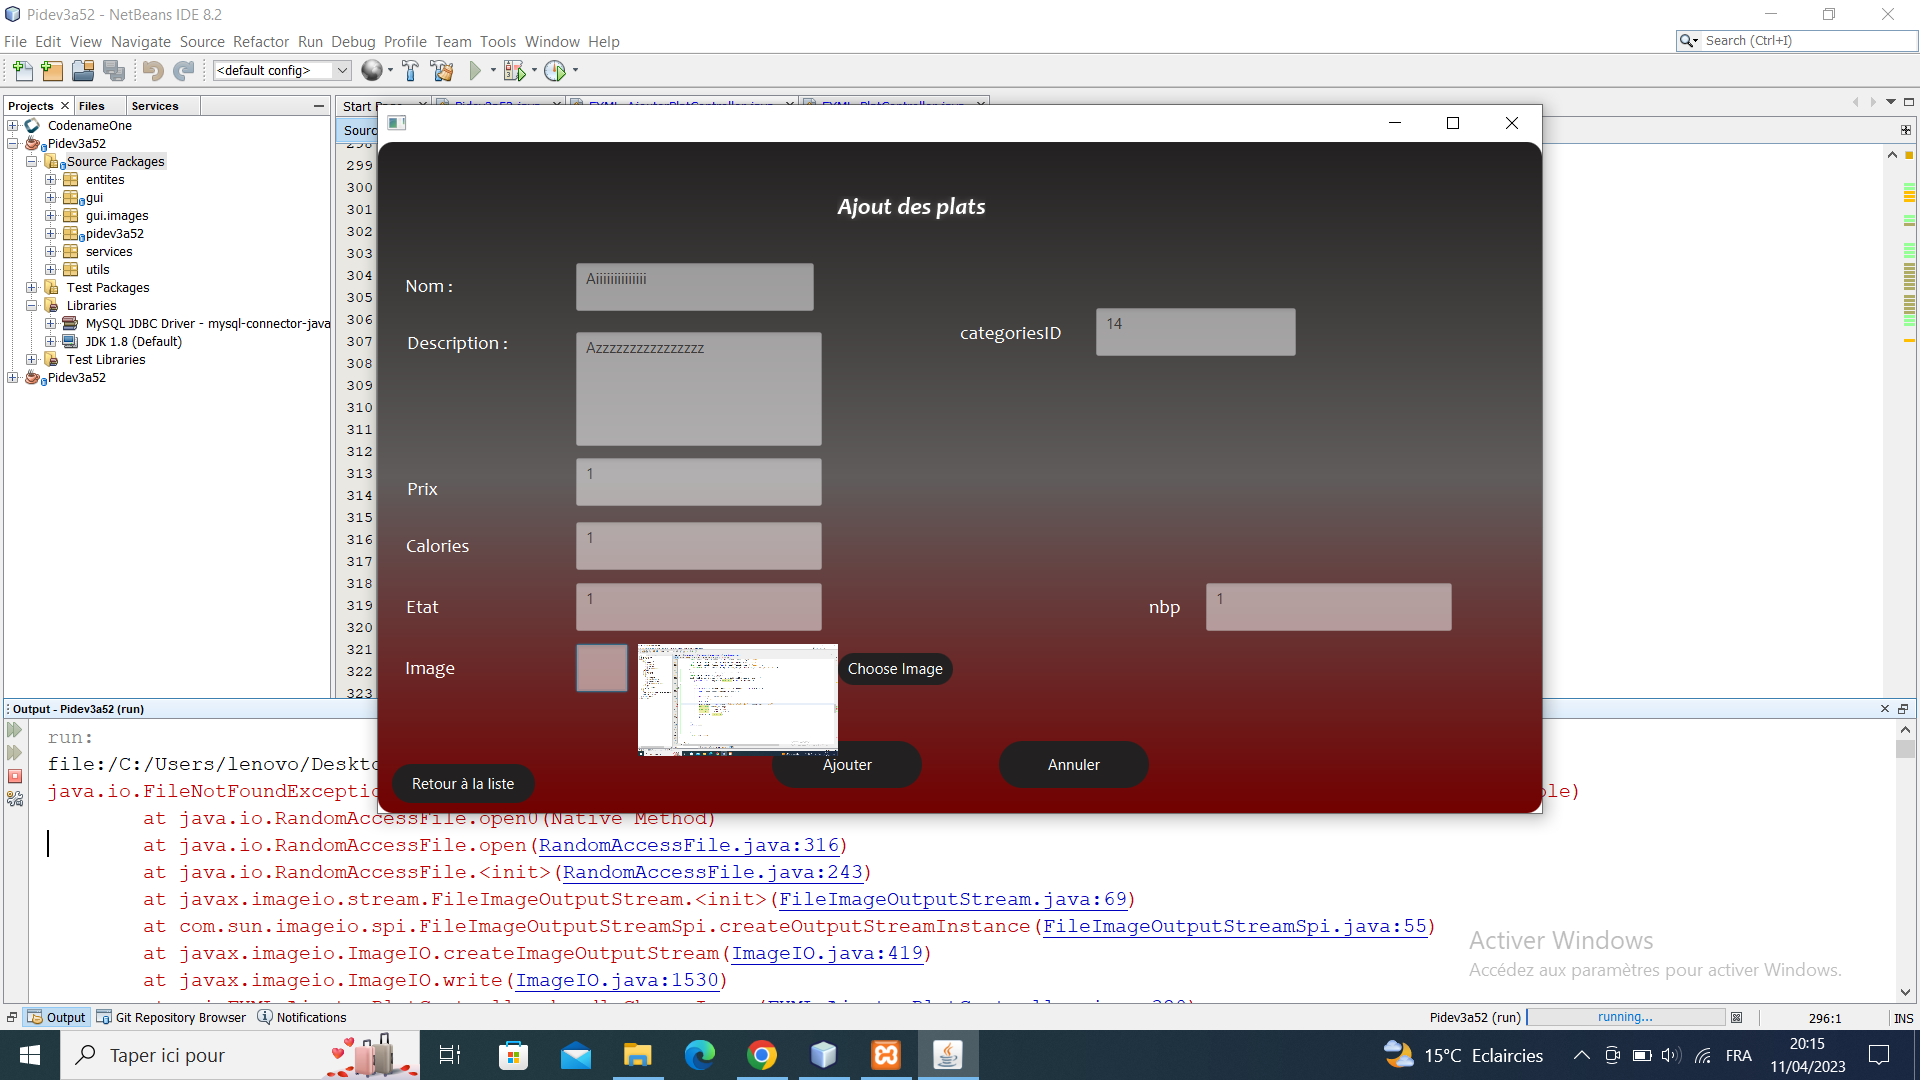 Pidev3a52 - NetBeans IDE 8.2
File Edit View Navigate Source Refactor Run Debug Profile Team Tools Window Help
Search (Ctrl+I)
<default config>
Projects Files Services
Start
CodenameOne
Pidev3a52
Source Packages
entites
gui
gui.images
pidev3a52
services
utils
Test Packages
Libraries
MySQL JDBC Driver - mysql-connector-java
JDK 1.8 (Default)
Test Libraries
Pidev3a52
299
300
301
302
303
304
305
306
307
308
309
310
311
312
313
314
315
316
317
318
319
320
321
322
323
Ajout des plats
Nom :
Aiiiiiiiiiiiiii
Description :
Azzzzzzzzzzzzzzzz
categoriesID
14
Prix
1
Calories
1
Etat
1
nbp
1
Image
Choose Image
Ajouter
Annuler
Retour à la liste
Output - Pidev3a52 (run)
run:
file:/C:/Users/lenovo/Deskto
java.io.FileNotFoundExceptio
ble)
at java.io.RandomAccessFile.open0(Native Method)
at java.io.RandomAccessFile.open(RandomAccessFile.java:316)
at java.io.RandomAccessFile.<init>(RandomAccessFile.java:243)
at javax.imageio.stream.FileImageOutputStream.<init>(FileImageOutputStream.java:69)
at com.sun.imageio.spi.FileImageOutputStreamSpi.createOutputStreamInstance(FileImageOutputStreamSpi.java:55)
at javax.imageio.ImageIO.createImageOutputStream(ImageIO.java:419)
at javax.imageio.ImageIO.write(ImageIO.java:1530)
Activer Windows
Accédez aux paramètres pour activer Windows.
Output Git Repository Browser Notifications
Pidev3a52 (run) running... 296:1 INS
Taper ici pour
15°C Eclaircies
FRA
20:15
11/04/2023